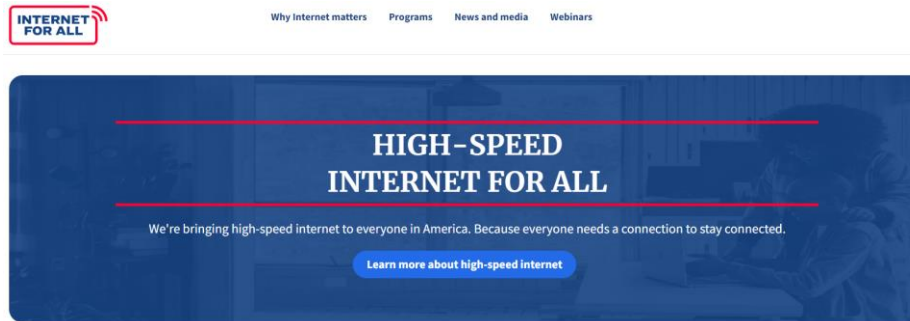 INTERNET
FOR ALL
Why Internet matters Programs News and media Webinars
HIGH-SPEED
INTERNET FOR ALL
We're bringing high-speed internet to everyone in America. Because everyone needs a connection to stay connected.
Learn more about high-speed internet